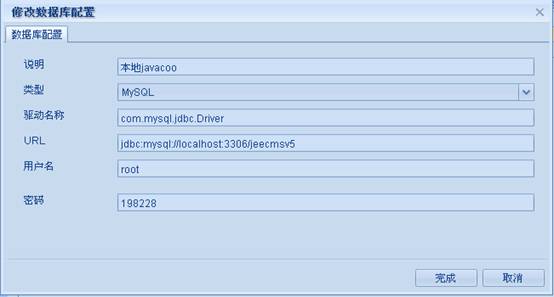 修改数据库配置
数据库配置
说明 本地javacoo
类型 MySQL
驱动名称 com.mysql.jdbc.Driver
URL jdbc:mysql://localhost:3306/jeecmsv5
用户名 root
密码 198228
完成 取消